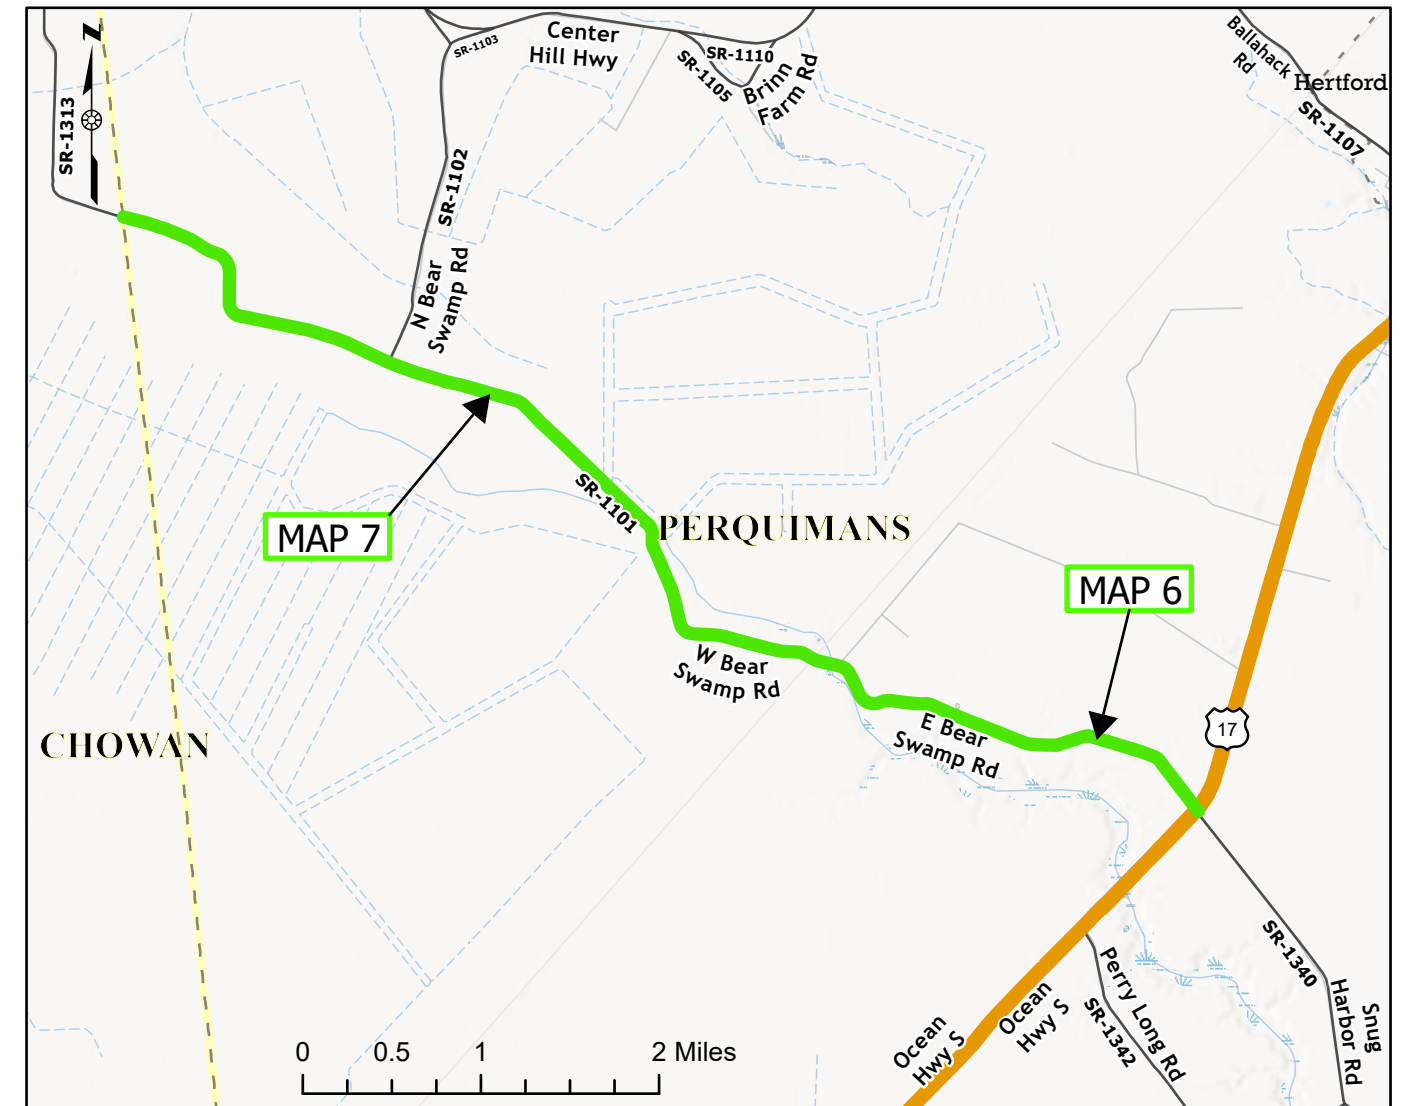 Center
Hill Hwy
SR-1103
SR-1110
SR-1105
Brinn
Farm Rd
Ballahack
Rd
Hertford
SR-1107
N
SR-1313
SR-1102
N Bear
Swamp Rd
SR-1101
MAP 7
PERQUIMANS
MAP 6
W Bear
Swamp Rd
E Bear
Swamp Rd
17
CHOWAN
SR-1340
Snug
Harbor Rd
Perry Long Rd
SR-1342
Ocean
Hwy S
Ocean
Hwy S
0 0.5 1 2 Miles